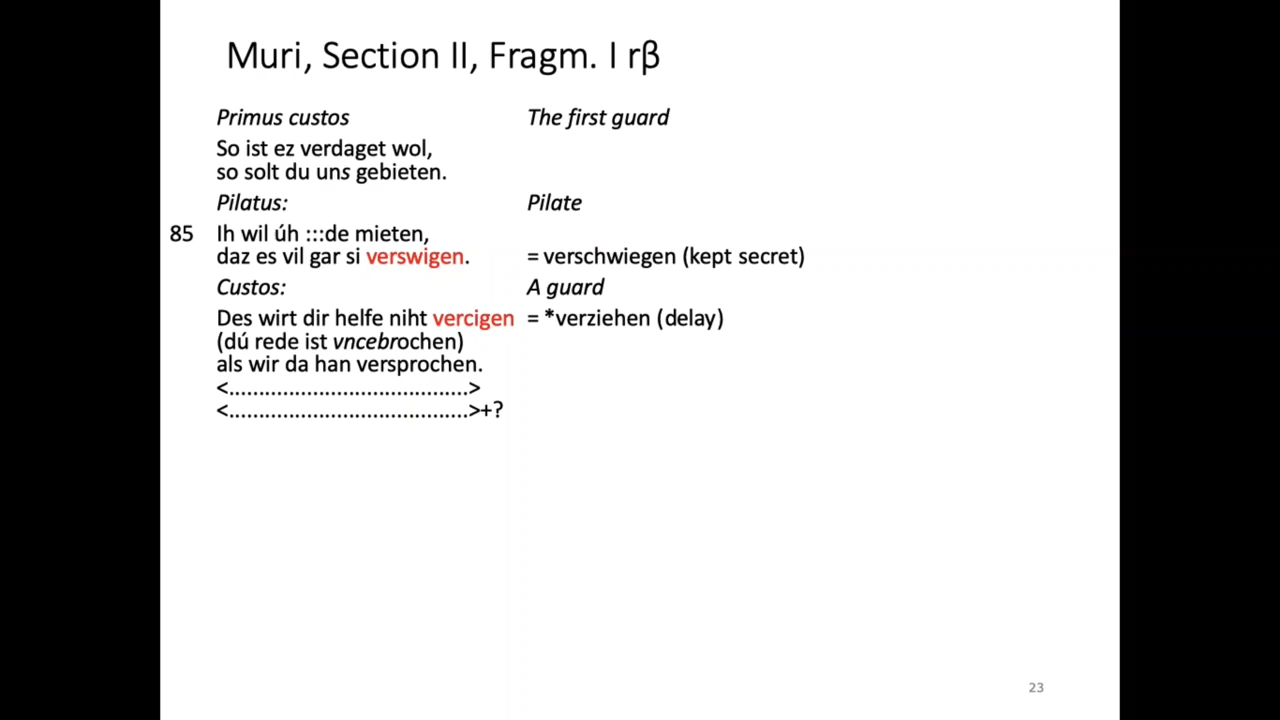 Muri, Section II, Fragm. I rβ
Primus custos The first guard
So ist ez verdaget wol,
so solt du uns gebieten.
Pilatus: Pilate
85 Ih wil úh :::de mieten,
daz es vil gar si verswigen. = verschwiegen (kept secret)
Custos: A guard
Des wirt dir helfe niht vercigen = *verziehen (delay)
(dú rede ist vncebrochen)
als wir da han versprochen.
<........................................>
<........................................>+?
23